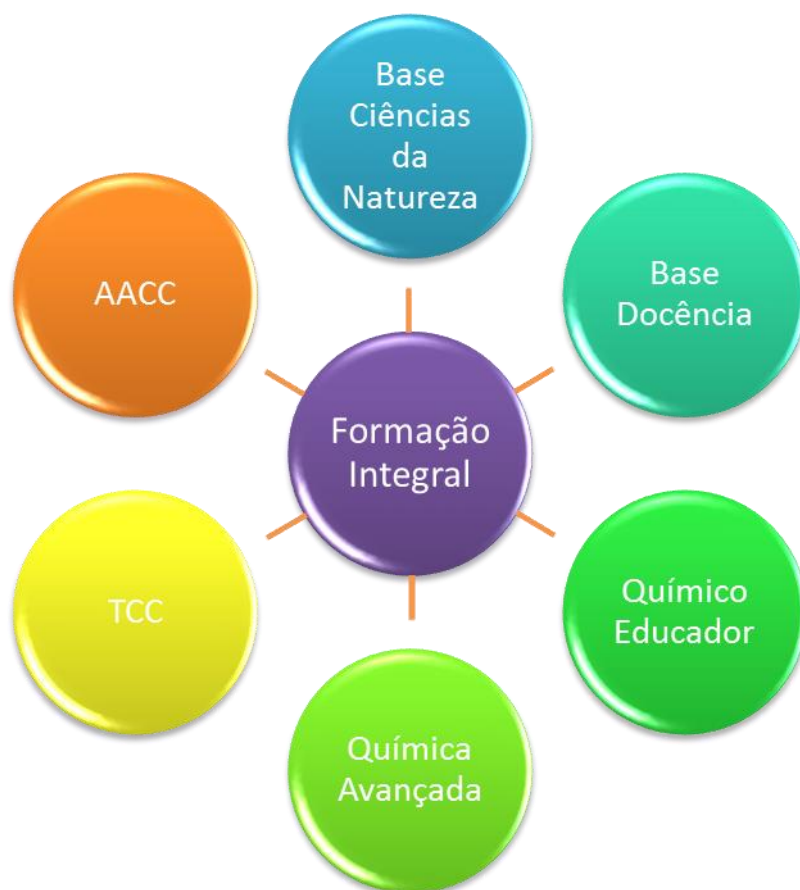 Base
Ciências
da
Natureza
AACC
Base
Docência
Formação
Integral
TCC
Químico
Educador
Química
Avançada